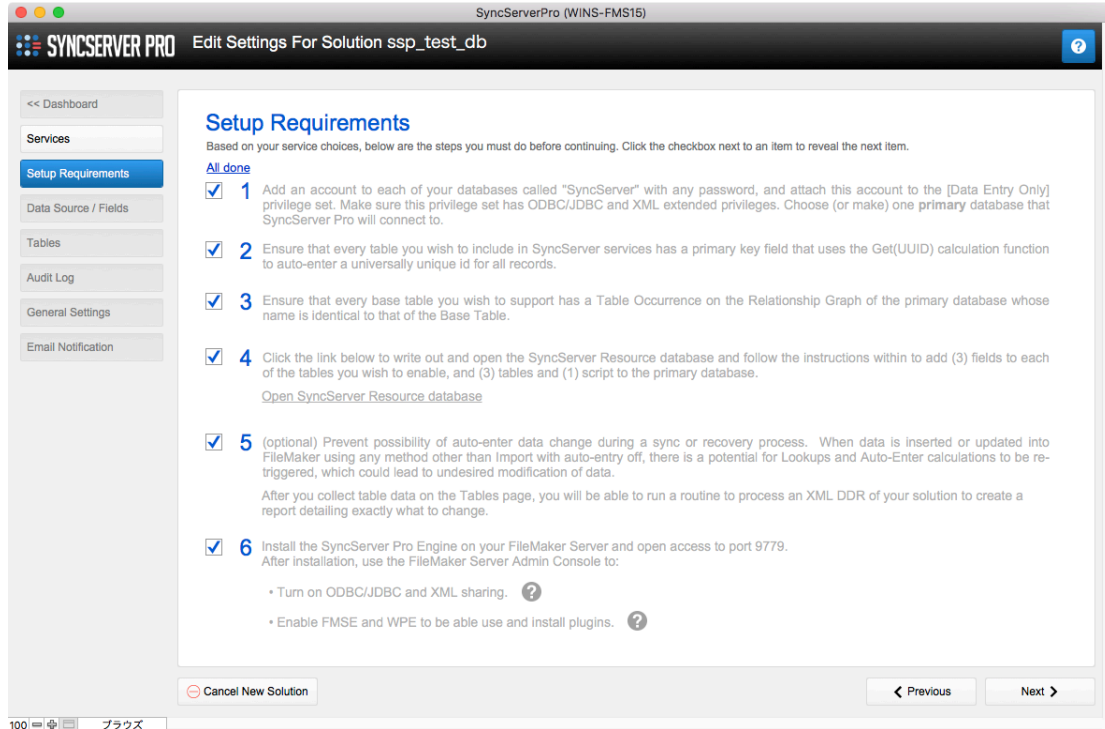 SyncServerPro (WINS-FMS15)
SYNCSERVER PRO
Edit Settings For Solution ssp_test_db
?
<< Dashboard
Services
Setup Requirements
Data Source / Fields
Tables
Audit Log
General Settings
Email Notification
Setup Requirements
Based on your service choices, below are the steps you must do before continuing. Click the checkbox next to an item to reveal the next item.
All done
1 Add an account to each of your databases called "SyncServer" with any password, and attach this account to the [Data Entry Only]
privilege set. Make sure this privilege set has ODBC/JDBC and XML extended privileges. Choose (or make) one primary database that
SyncServer Pro will connect to.
2 Ensure that every table you wish to include in SyncServer services has a primary key field that uses the Get(UUID) calculation function
to auto-enter a universally unique id for all records.
3 Ensure that every base table you wish to support has a Table Occurrence on the Relationship Graph of the primary database whose
name is identical to that of the Base Table.
4 Click the link below to write out and open the SyncServer Resource database and follow the instructions within to add (3) fields to each
of the tables you wish to enable, and (3) tables and (1) script to the primary database.
Open SyncServer Resource database
5 (optional) Prevent possibility of auto-enter data change during a sync or recovery process. When data is inserted or updated into
FileMaker using any method other than Import with auto-entry off, there is a potential for Lookups and Auto-Enter calculations to be re-
triggered, which could lead to undesired modification of data.
After you collect table data on the Tables page, you will be able to run a routine to process an XML DDR of your solution to create a
report detailing exactly what to change.
6 Install the SyncServer Pro Engine on your FileMaker Server and open access to port 9779.
After installation, use the FileMaker Server Admin Console to:
• Turn on ODBC/JDBC and XML sharing. ?
• Enable FMSE and WPE to be able use and install plugins. ?
Cancel New Solution
Previous
Next
100
ブラウズ